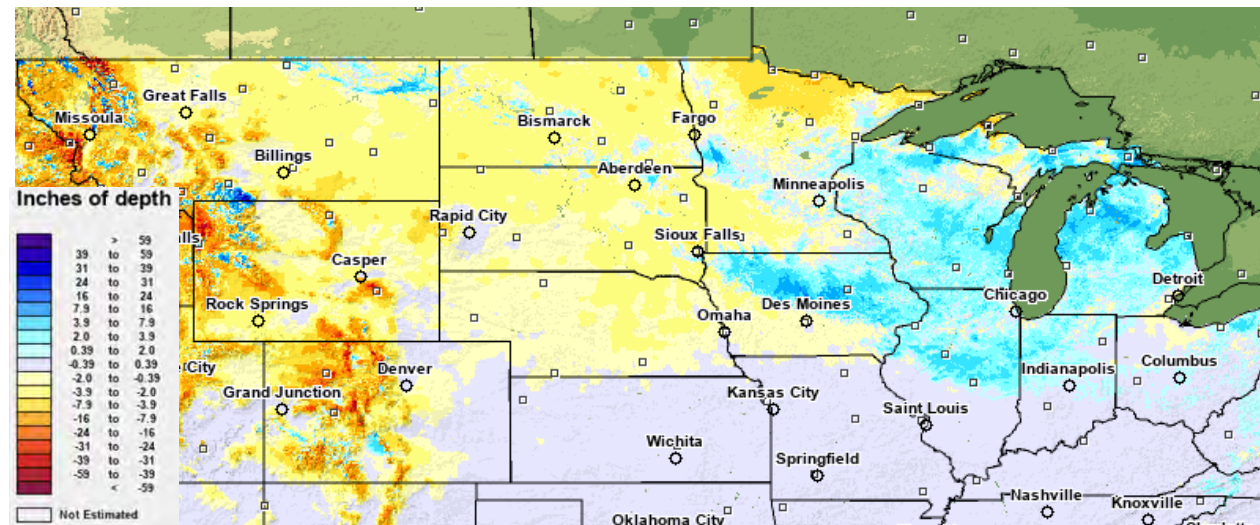 Great Falls
Missoula
Bismarck
Fargo
Billings
Aberdeen
Minneapolis
Inches of depth
Rapid City
> 59
39 to 59
31 to 39
24 to 31
16 to 24
7.9 to 16
3.9 to 7.9
2.0 to 3.9
0.39 to 2.0
-0.39 to 0.39
-2.0 to -0.39
-3.9 to -2.0
-7.9 to -3.9
-16 to -7.9
-24 to -16
-31 to -24
-39 to -31
-59 to -39
< -59
Not Estimated
alls
Sioux Falls
Casper
Detroit
Rock Springs
Des Moines
Chicago
Omaha
City
Denver
Columbus
Grand Junction
Kansas City
Indianapolis
Saint Louis
Wichita
Springfield
Nashville
Knoxville
Oklahoma City